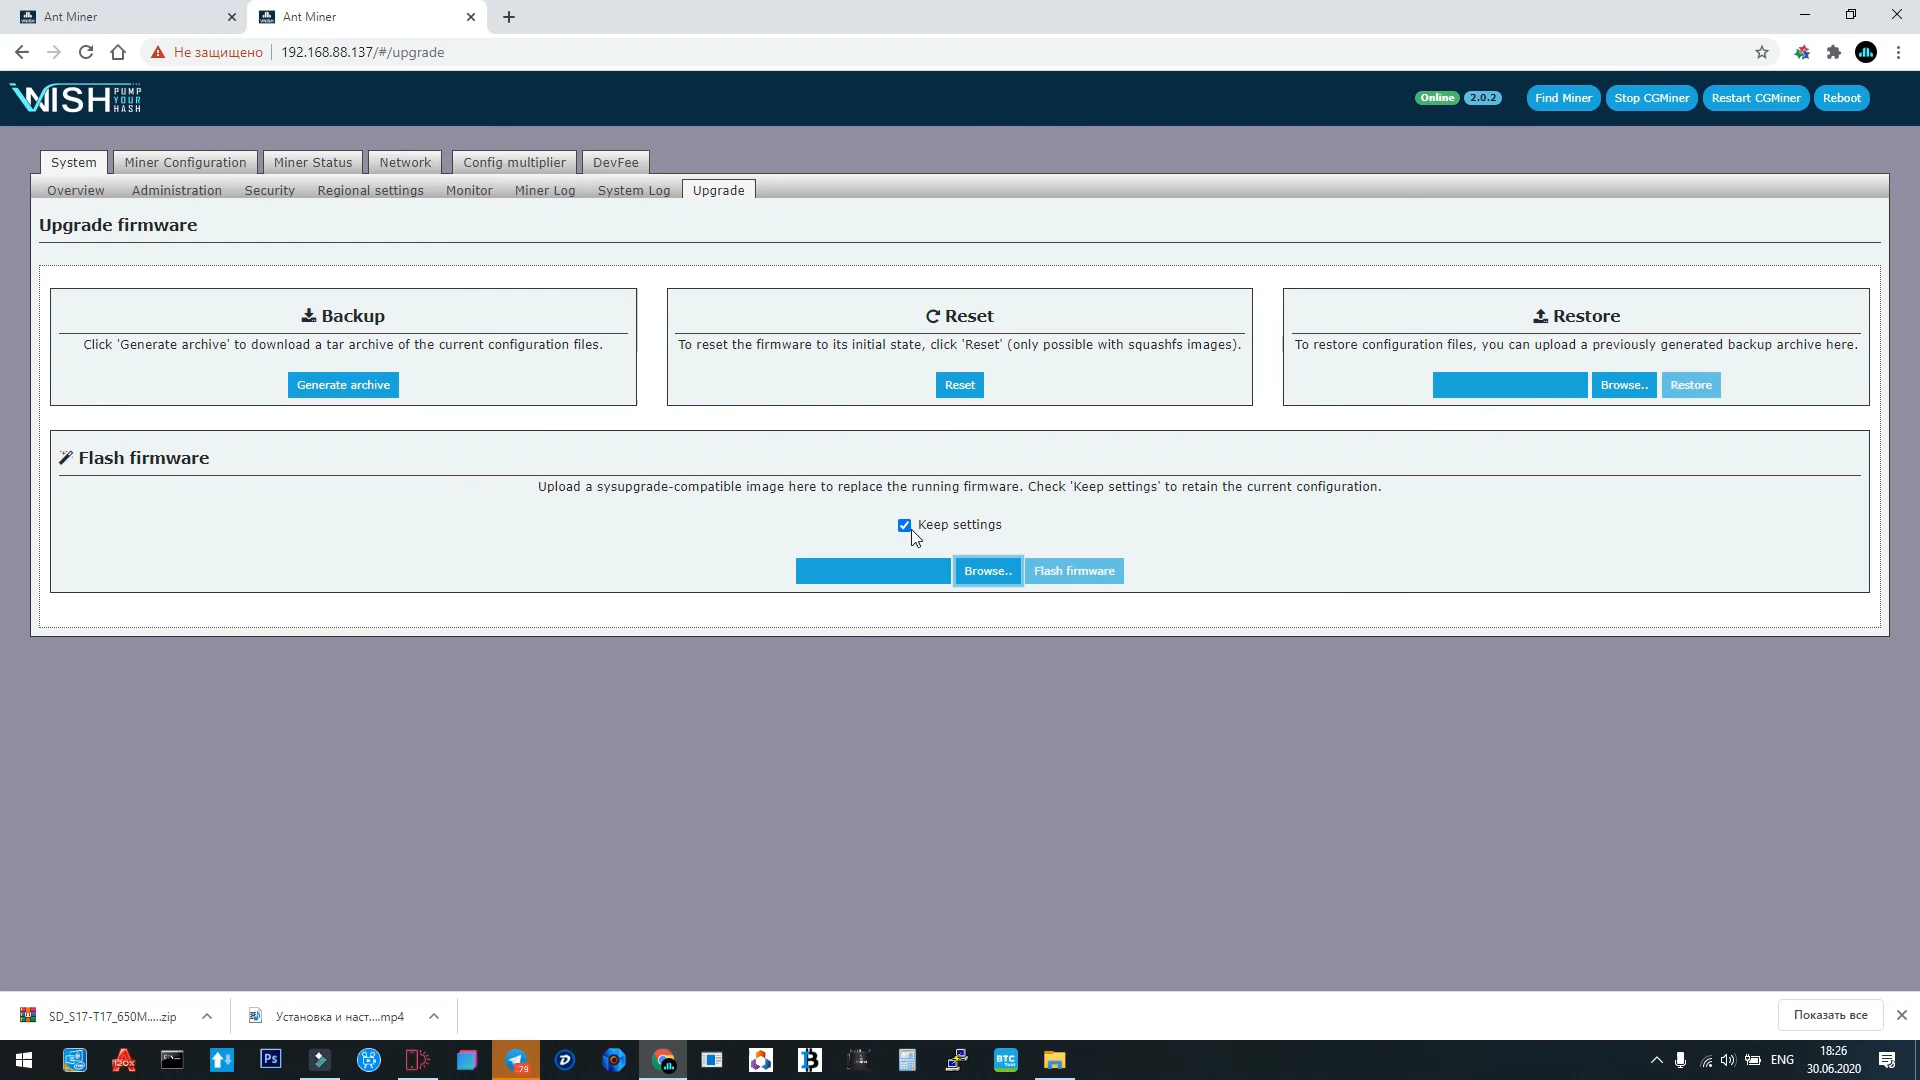 Ant Miner
Ant Miner
Не защищено
192.168.88.137/#/upgrade
VNISH PUMP YOUR HASH
Online
2.0.2
Find Miner
Stop CGMiner
Restart CGMiner
Reboot
System
Miner Configuration
Miner Status
Network
Config multiplier
DevFee
Overview
Administration
Security
Regional settings
Monitor
Miner Log
System Log
Upgrade
Upgrade firmware
Backup
Click 'Generate archive' to download a tar archive of the current configuration files.
Generate archive
Reset
To reset the firmware to its initial state, click 'Reset' (only possible with squashfs images).
Reset
Restore
To restore configuration files, you can upload a previously generated backup archive here.
Browse..
Restore
Flash firmware
Upload a sysupgrade-compatible image here to replace the running firmware. Check 'Keep settings' to retain the current configuration.
Keep settings
Browse..
Flash firmware
SD_S17-T17_650M.....zip
Установка и наст....mp4
Показать все
120X
Ps
.79
BTC
ENG
18:26
30.06.2020